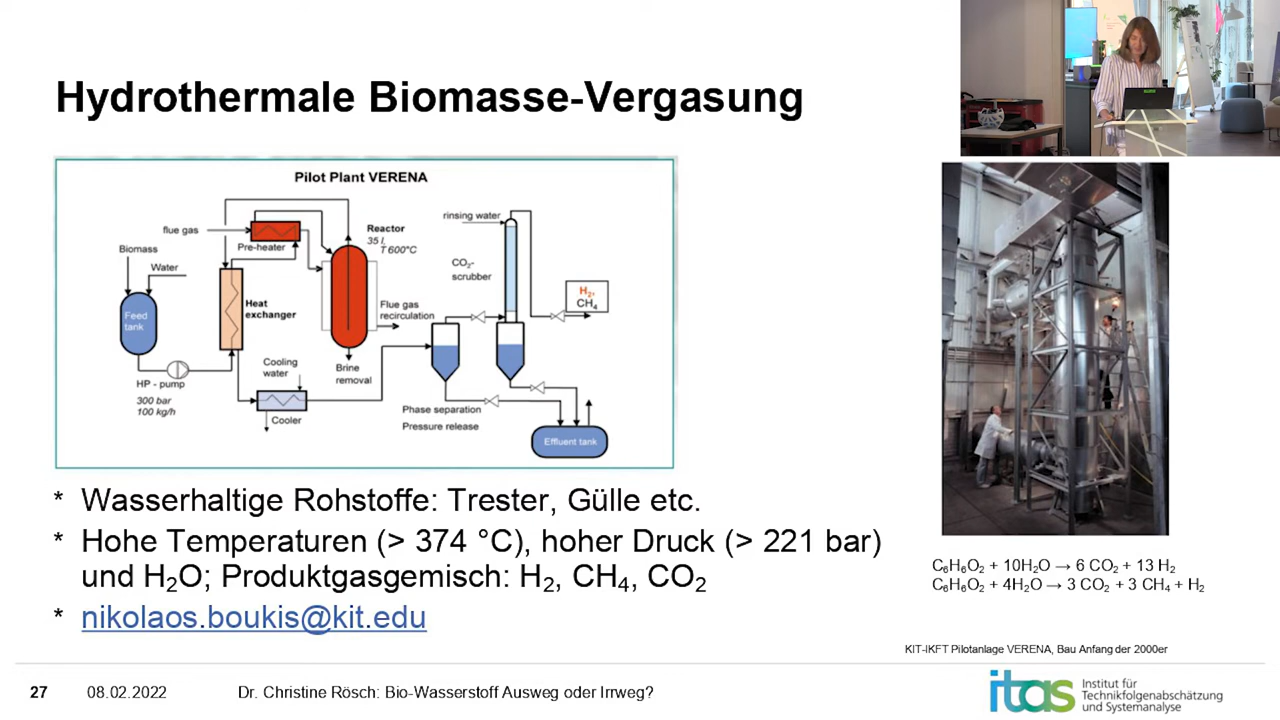 Hydrothermale Biomasse-Vergasung
Pilot Plant VERENA
flue gas
Pre-heater
Reactor
35 l,
T 600°C
rinsing water
Biomass
Water
CO₂-
scrubber
H₂,
CH₄
Feed
tank
Heat
exchanger
Flue gas
recirculation
HP - pump
300 bar
100 kg/h
Cooling
water
Cooler
Brine
removal
Phase separation
Pressure release
Effluent tank
* Wasserhaltige Rohstoffe: Trester, Gülle etc.
* Hohe Temperaturen (> 374 °C), hoher Druck (> 221 bar)
und H₂O; Produktgasgemisch: H₂, CH₄, CO₂
* nikolaos.boukis@kit.edu
C₆H₆O₂ + 10H₂O → 6 CO₂ + 13 H₂
C₆H₆O₂ + 4H₂O → 3 CO₂ + 3 CH₄ + H₂
KIT-IKFT Pilotanlage VERENA, Bau Anfang der 2000er
27 08.02.2022 Dr. Christine Rösch: Bio-Wasserstoff Ausweg oder Irrweg?
itas Institut für
Technikfolgenabschätzung
und Systemanalyse